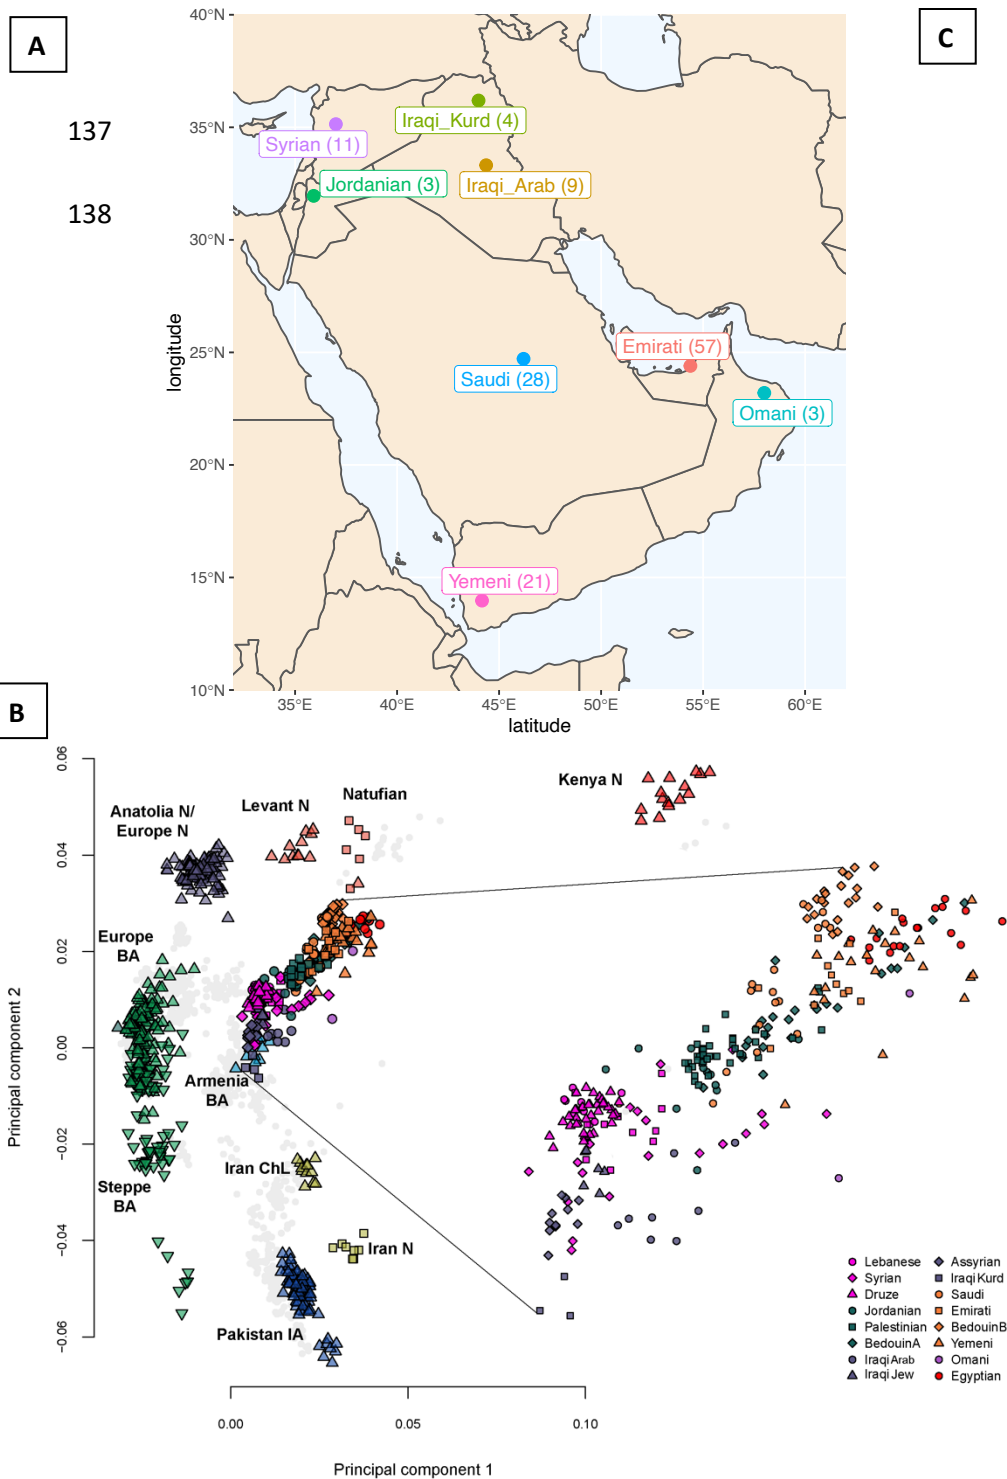 A
C
137
138
40°N
35°N
30°N
25°N
20°N
15°N
10°N
longitude
Iraqi_Kurd (4)
Syrian (11)
Jordanian (3)
Iraqi_Arab (9)
Emirati (57)
Saudi (28)
Omani (3)
Yemeni (21)
35°E
40°E
45°E
50°E
55°E
60°E
latitude
B
0.06
0.04
0.02
0.00
−0.02
−0.04
−0.06
Principal component 2
Kenya N
Natufian
Levant N
Anatolia N/
Europe N
Europe
BA
Armenia
BA
Iran ChL
Steppe
BA
Iran N
Pakistan IA
Lebanese
Syrian
Druze
Jordanian
Palestinian
BedouinA
Iraqi Arab
Iraqi Jew
Assyrian
Iraqi Kurd
Saudi
Emirati
BedouinB
Yemeni
Omani
Egyptian
0.00
0.05
0.10
Principal component 1